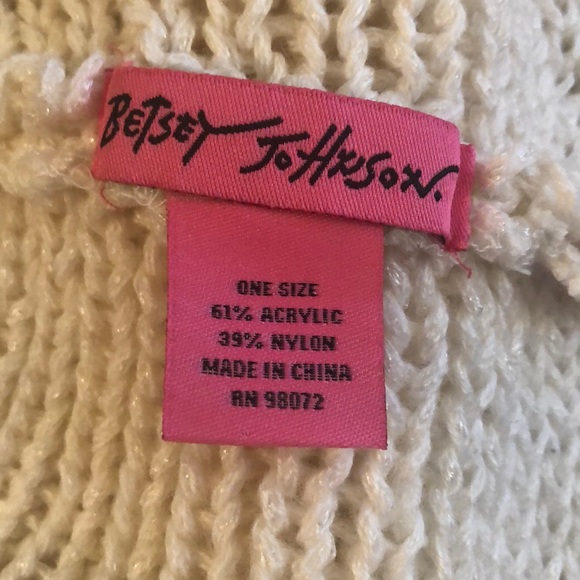 BETSEY JOHNSON.
ONE SIZE
61% ACRYLIC
39% NYLON
MADE IN CHINA
RN 98072